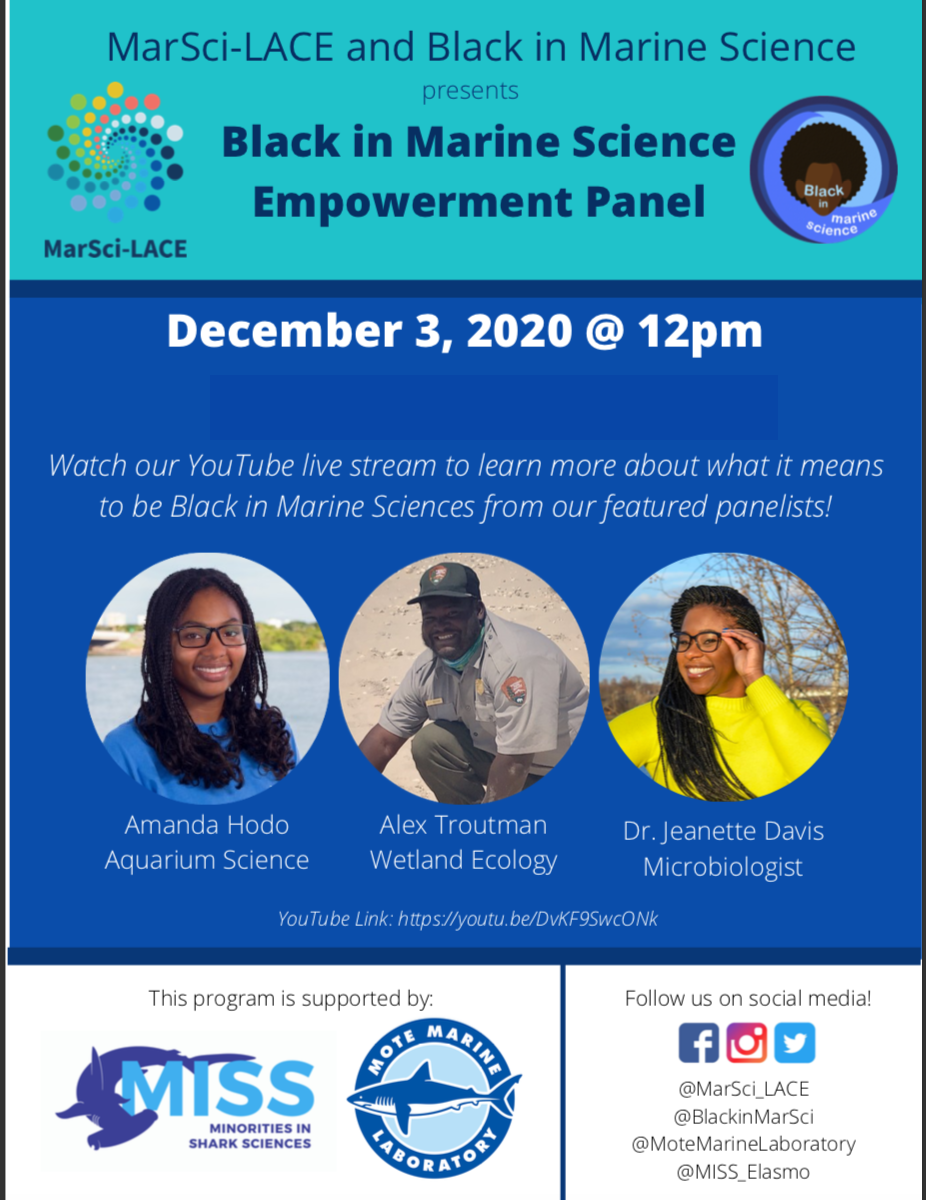 MarSci-LACE and Black in Marine Science
presents
Black in Marine Science
Empowerment Panel
MarSci-LACE
Black
in
marine
science
December 3, 2020 @ 12pm
Watch our YouTube live stream to learn more about what it means
to be Black in Marine Sciences from our featured panelists!
Amanda Hodo
Aquarium Science
Alex Troutman
Wetland Ecology
Dr. Jeanette Davis
Microbiologist
YouTube Link: https://youtu.be/DvKF9SwcONk
This program is supported by:
MISS
MINORITIES IN
SHARK SCIENCES
MOTE MARINE
LABORATORY
Follow us on social media!
@MarSci_LACE
@BlackinMarSci
@MoteMarineLaboratory
@MISS_Elasmo